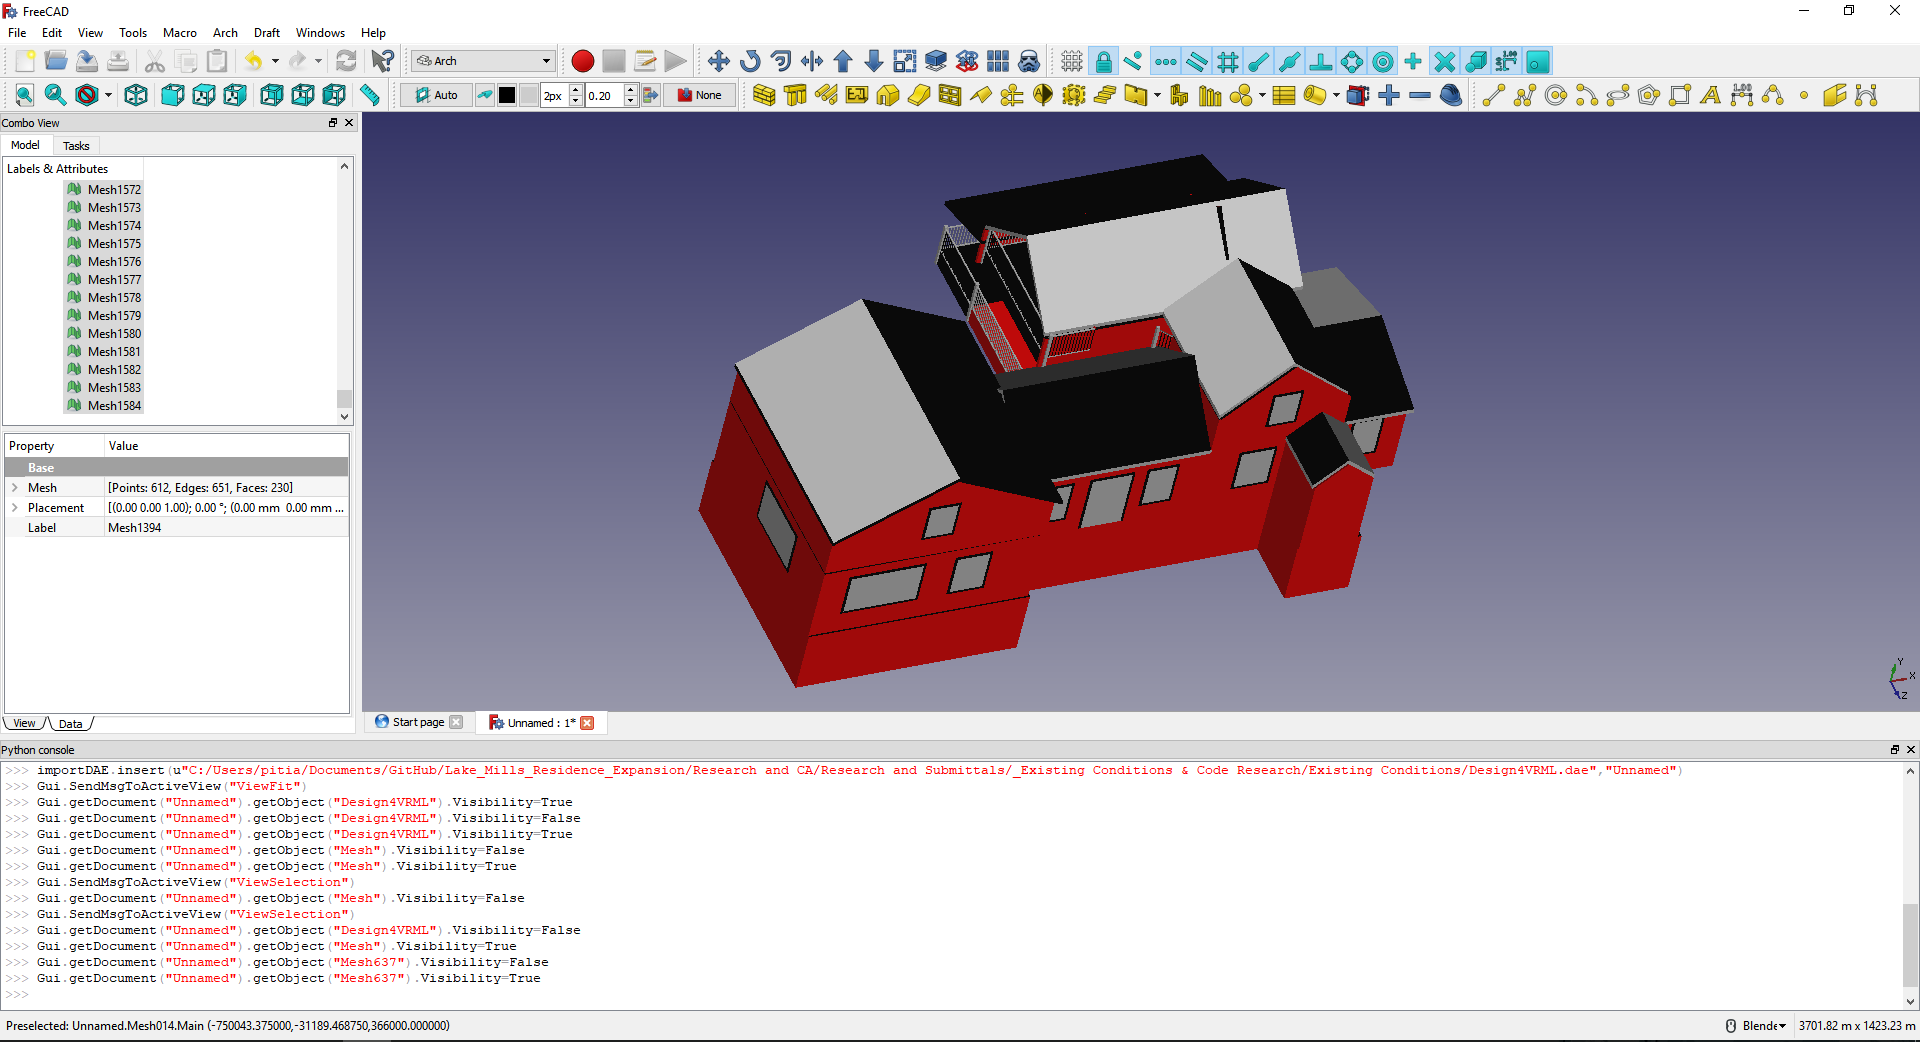 FreeCAD
File Edit View Tools Macro Arch Draft Windows Help
Arch
Auto 2px 0.20 None
Combo View
Model Tasks
Labels & Attributes
Mesh1572
Mesh1573
Mesh1574
Mesh1575
Mesh1576
Mesh1577
Mesh1578
Mesh1579
Mesh1580
Mesh1581
Mesh1582
Mesh1583
Mesh1584
Property Value
Base
Mesh [Points: 612, Edges: 651, Faces: 230]
Placement [(0.00 0.00 1.00); 0.00 °; (0.00 mm 0.00 mm ...
Label Mesh1394
View Data
Y
X
Z
Start page Unnamed : 1*
Python console
>>> importDAE.insert(u"C:/Users/pitia/Documents/GitHub/Lake_Mills_Residence_Expansion/Research and CA/Research and Submittals/_Existing Conditions & Code Research/Existing Conditions/Design4VRML.dae","Unnamed")
>>> Gui.SendMsgToActiveView("ViewFit")
>>> Gui.getDocument("Unnamed").getObject("Design4VRML").Visibility=True
>>> Gui.getDocument("Unnamed").getObject("Design4VRML").Visibility=False
>>> Gui.getDocument("Unnamed").getObject("Design4VRML").Visibility=True
>>> Gui.getDocument("Unnamed").getObject("Mesh").Visibility=False
>>> Gui.getDocument("Unnamed").getObject("Mesh").Visibility=True
>>> Gui.SendMsgToActiveView("ViewSelection")
>>> Gui.getDocument("Unnamed").getObject("Mesh").Visibility=False
>>> Gui.SendMsgToActiveView("ViewSelection")
>>> Gui.getDocument("Unnamed").getObject("Design4VRML").Visibility=False
>>> Gui.getDocument("Unnamed").getObject("Mesh").Visibility=True
>>> Gui.getDocument("Unnamed").getObject("Mesh637").Visibility=False
>>> Gui.getDocument("Unnamed").getObject("Mesh637").Visibility=True
>>>
Preselected: Unnamed.Mesh014.Main (-750043.375000,-31189.468750,366000.000000) Blende 3701.82 m x 1423.23 m